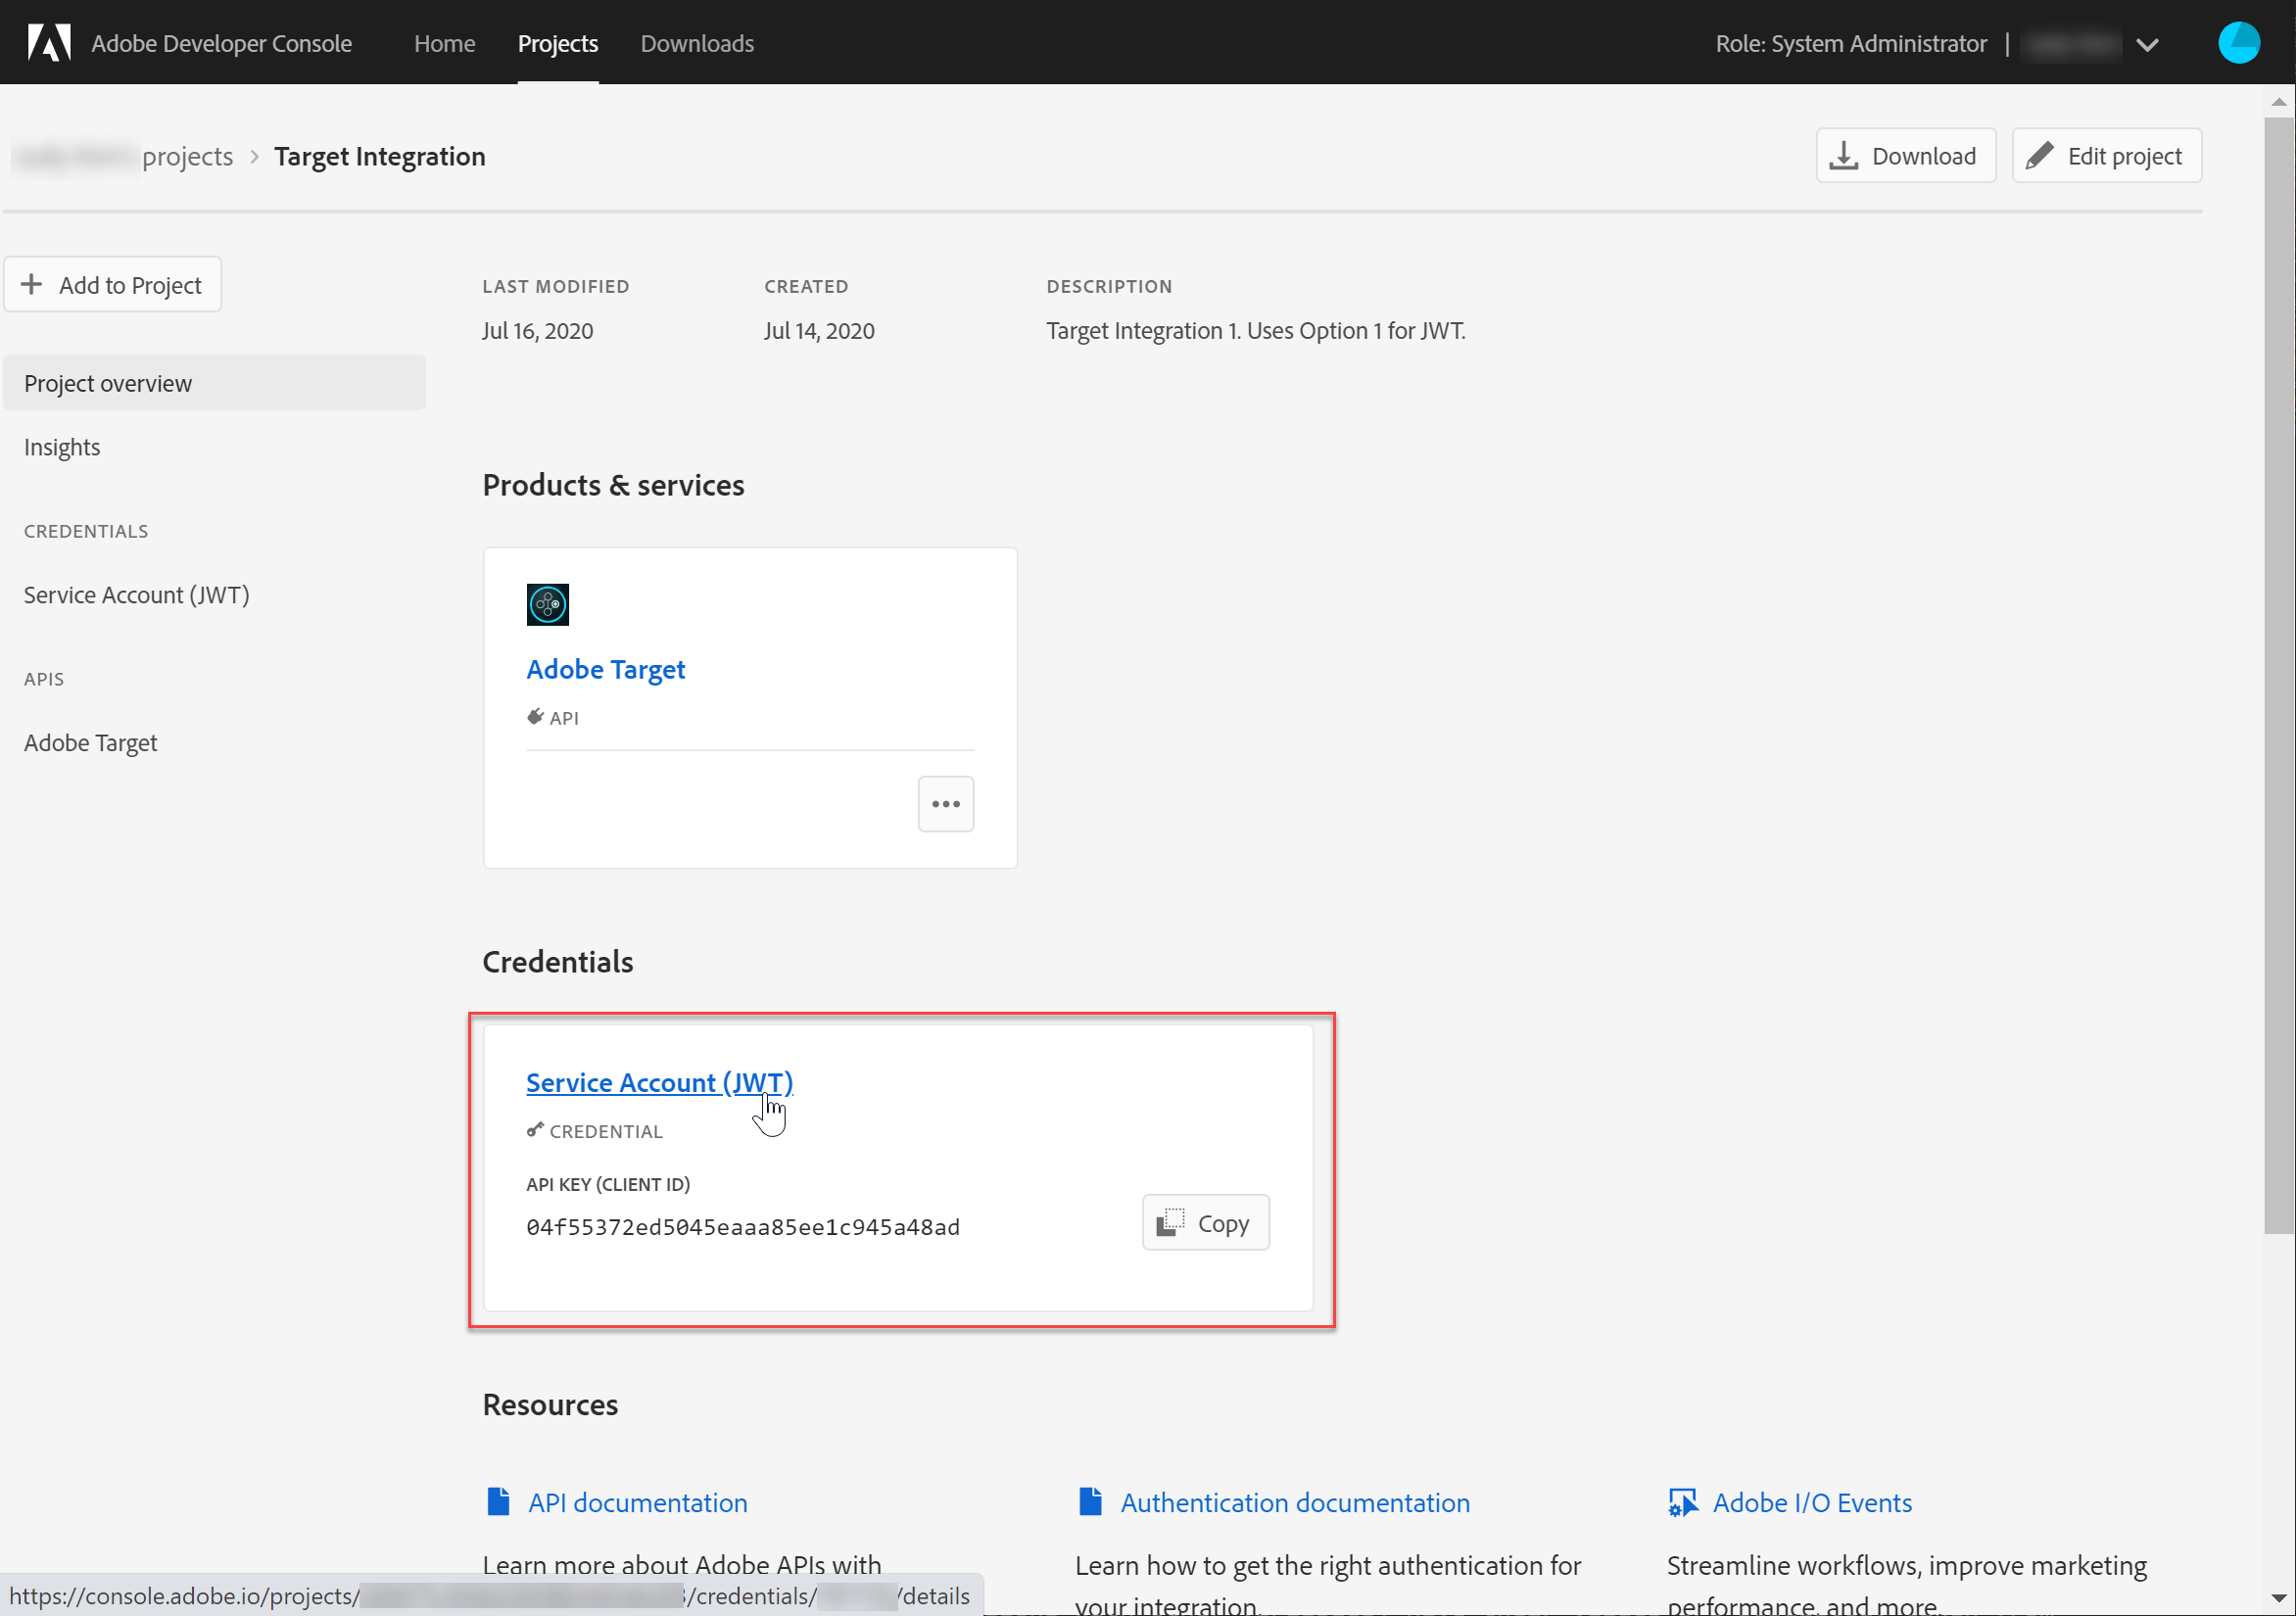 Adobe Developer Console Home Projects Downloads Role: System Administrator |
projects > Target Integration Download Edit project
+ Add to Project
Project overview
Insights
CREDENTIALS
Service Account (JWT)
APIS
Adobe Target
LAST MODIFIED CREATED DESCRIPTION
Jul 16, 2020 Jul 14, 2020 Target Integration 1. Uses Option 1 for JWT.
Products & services
Adobe Target
API
Credentials
Service Account (JWT)
CREDENTIAL
API KEY (CLIENT ID)
04f55372ed5045eaaa85ee1c945a48ad Copy
Resources
API documentation Authentication documentation Adobe I/O Events
Learn more about Adobe APIs with Learn how to get the right authentication for Streamline workflows, improve marketing
your integration. performance, and more.
https://console.adobe.io/projects/ /credentials/ /details